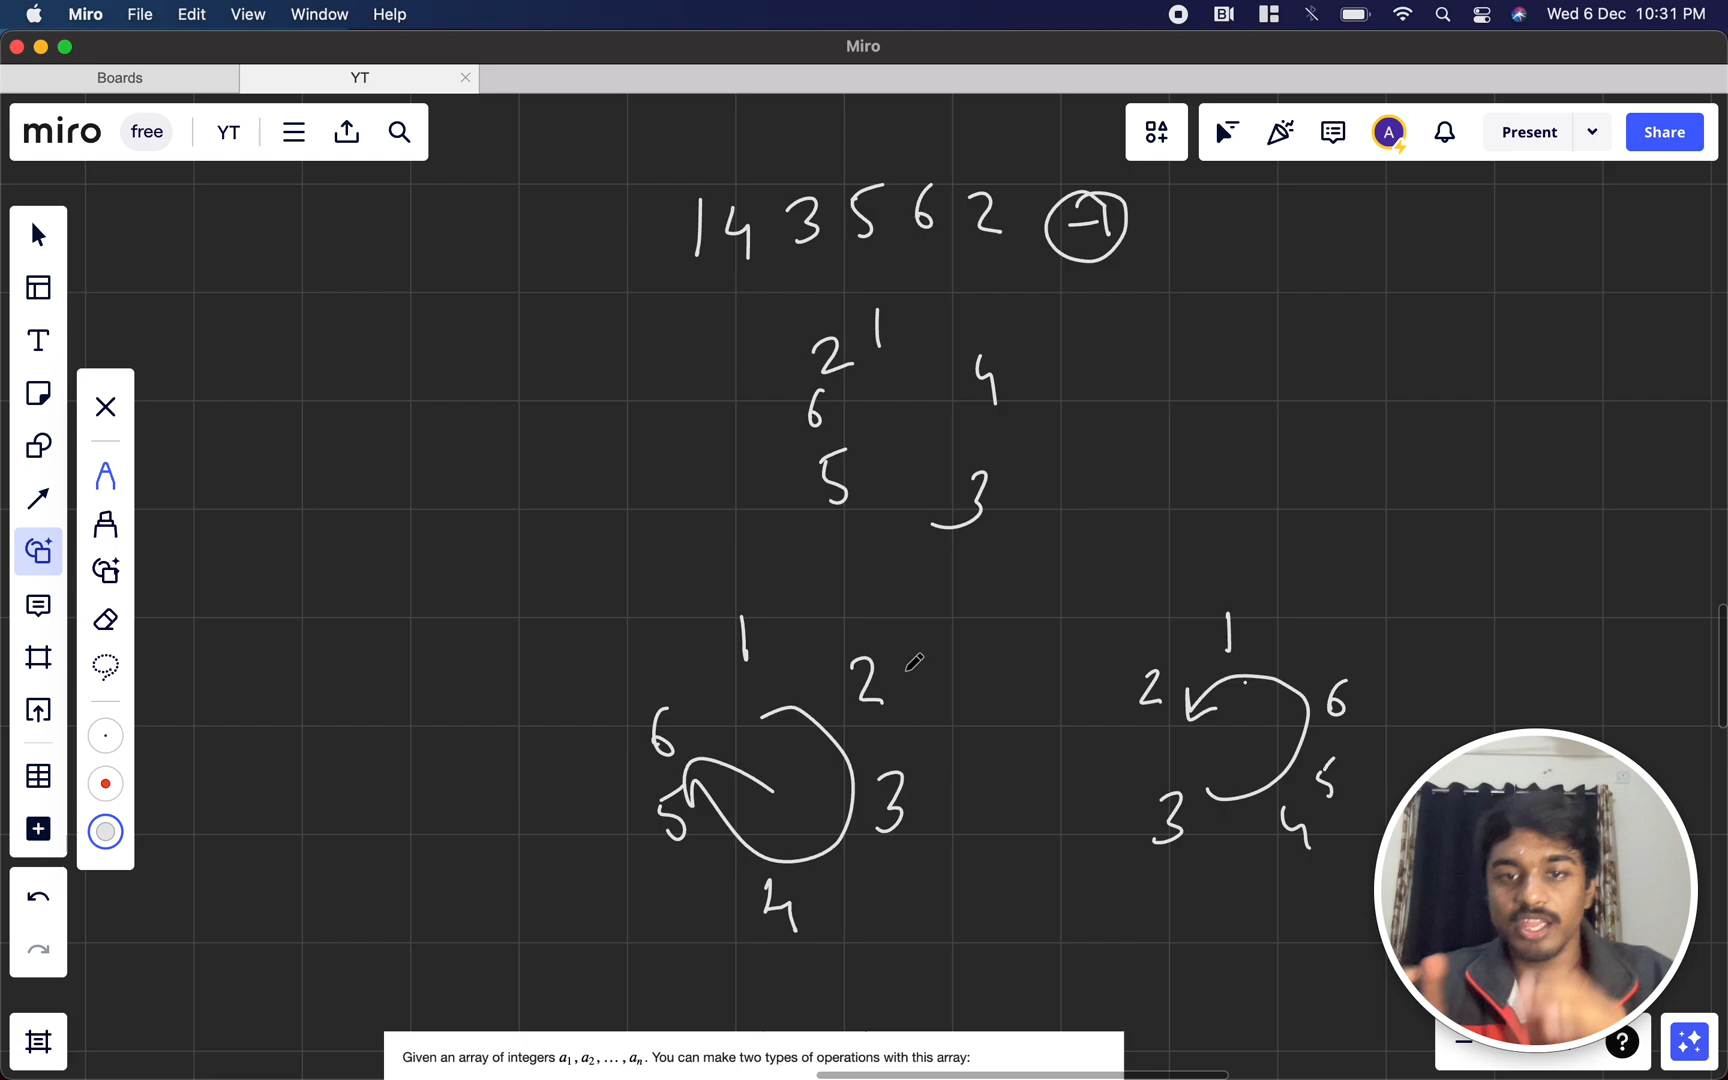 Miro File Edit View Window Help Wed 6 Dec 10:31 PM
Miro
Boards YT
miro free YT Present A Share
1 4 3 5 6 2 -1
1
2 4
6
5 3
1 1
2 2 6
6
3 5
5 3 4
4
Given an array of integers a₁, a₂, …, aₙ. You can make two types of operations with this array: